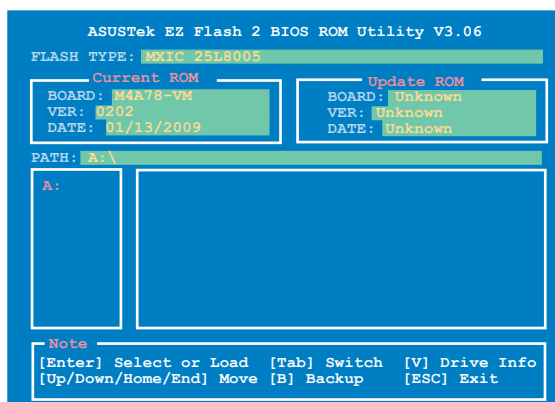 ASUSTek EZ Flash 2 BIOS ROM Utility V3.06
FLASH TYPE: MXIC 25L8005
Current ROM
BOARD: M4A78-VM
VER: 0202
DATE: 01/13/2009
Update ROM
BOARD: Unknown
VER: Unknown
DATE: Unknown
PATH: A:\
A:
Note
[Enter] Select or Load [Tab] Switch [V] Drive Info
[Up/Down/Home/End] Move [B] Backup [ESC] Exit